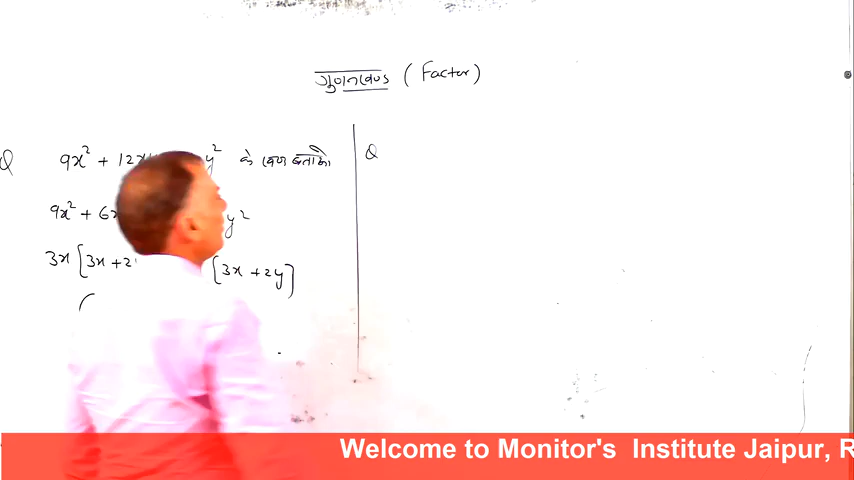 गुणनखण्ड ( Factor )
Q 9x² + 12x y² के खण्ड बताओ
9x² + 6x y²
3x [3x + 2 [3x + 2y]
(
Q
Welcome to Monitor's Institute Jaipur, R